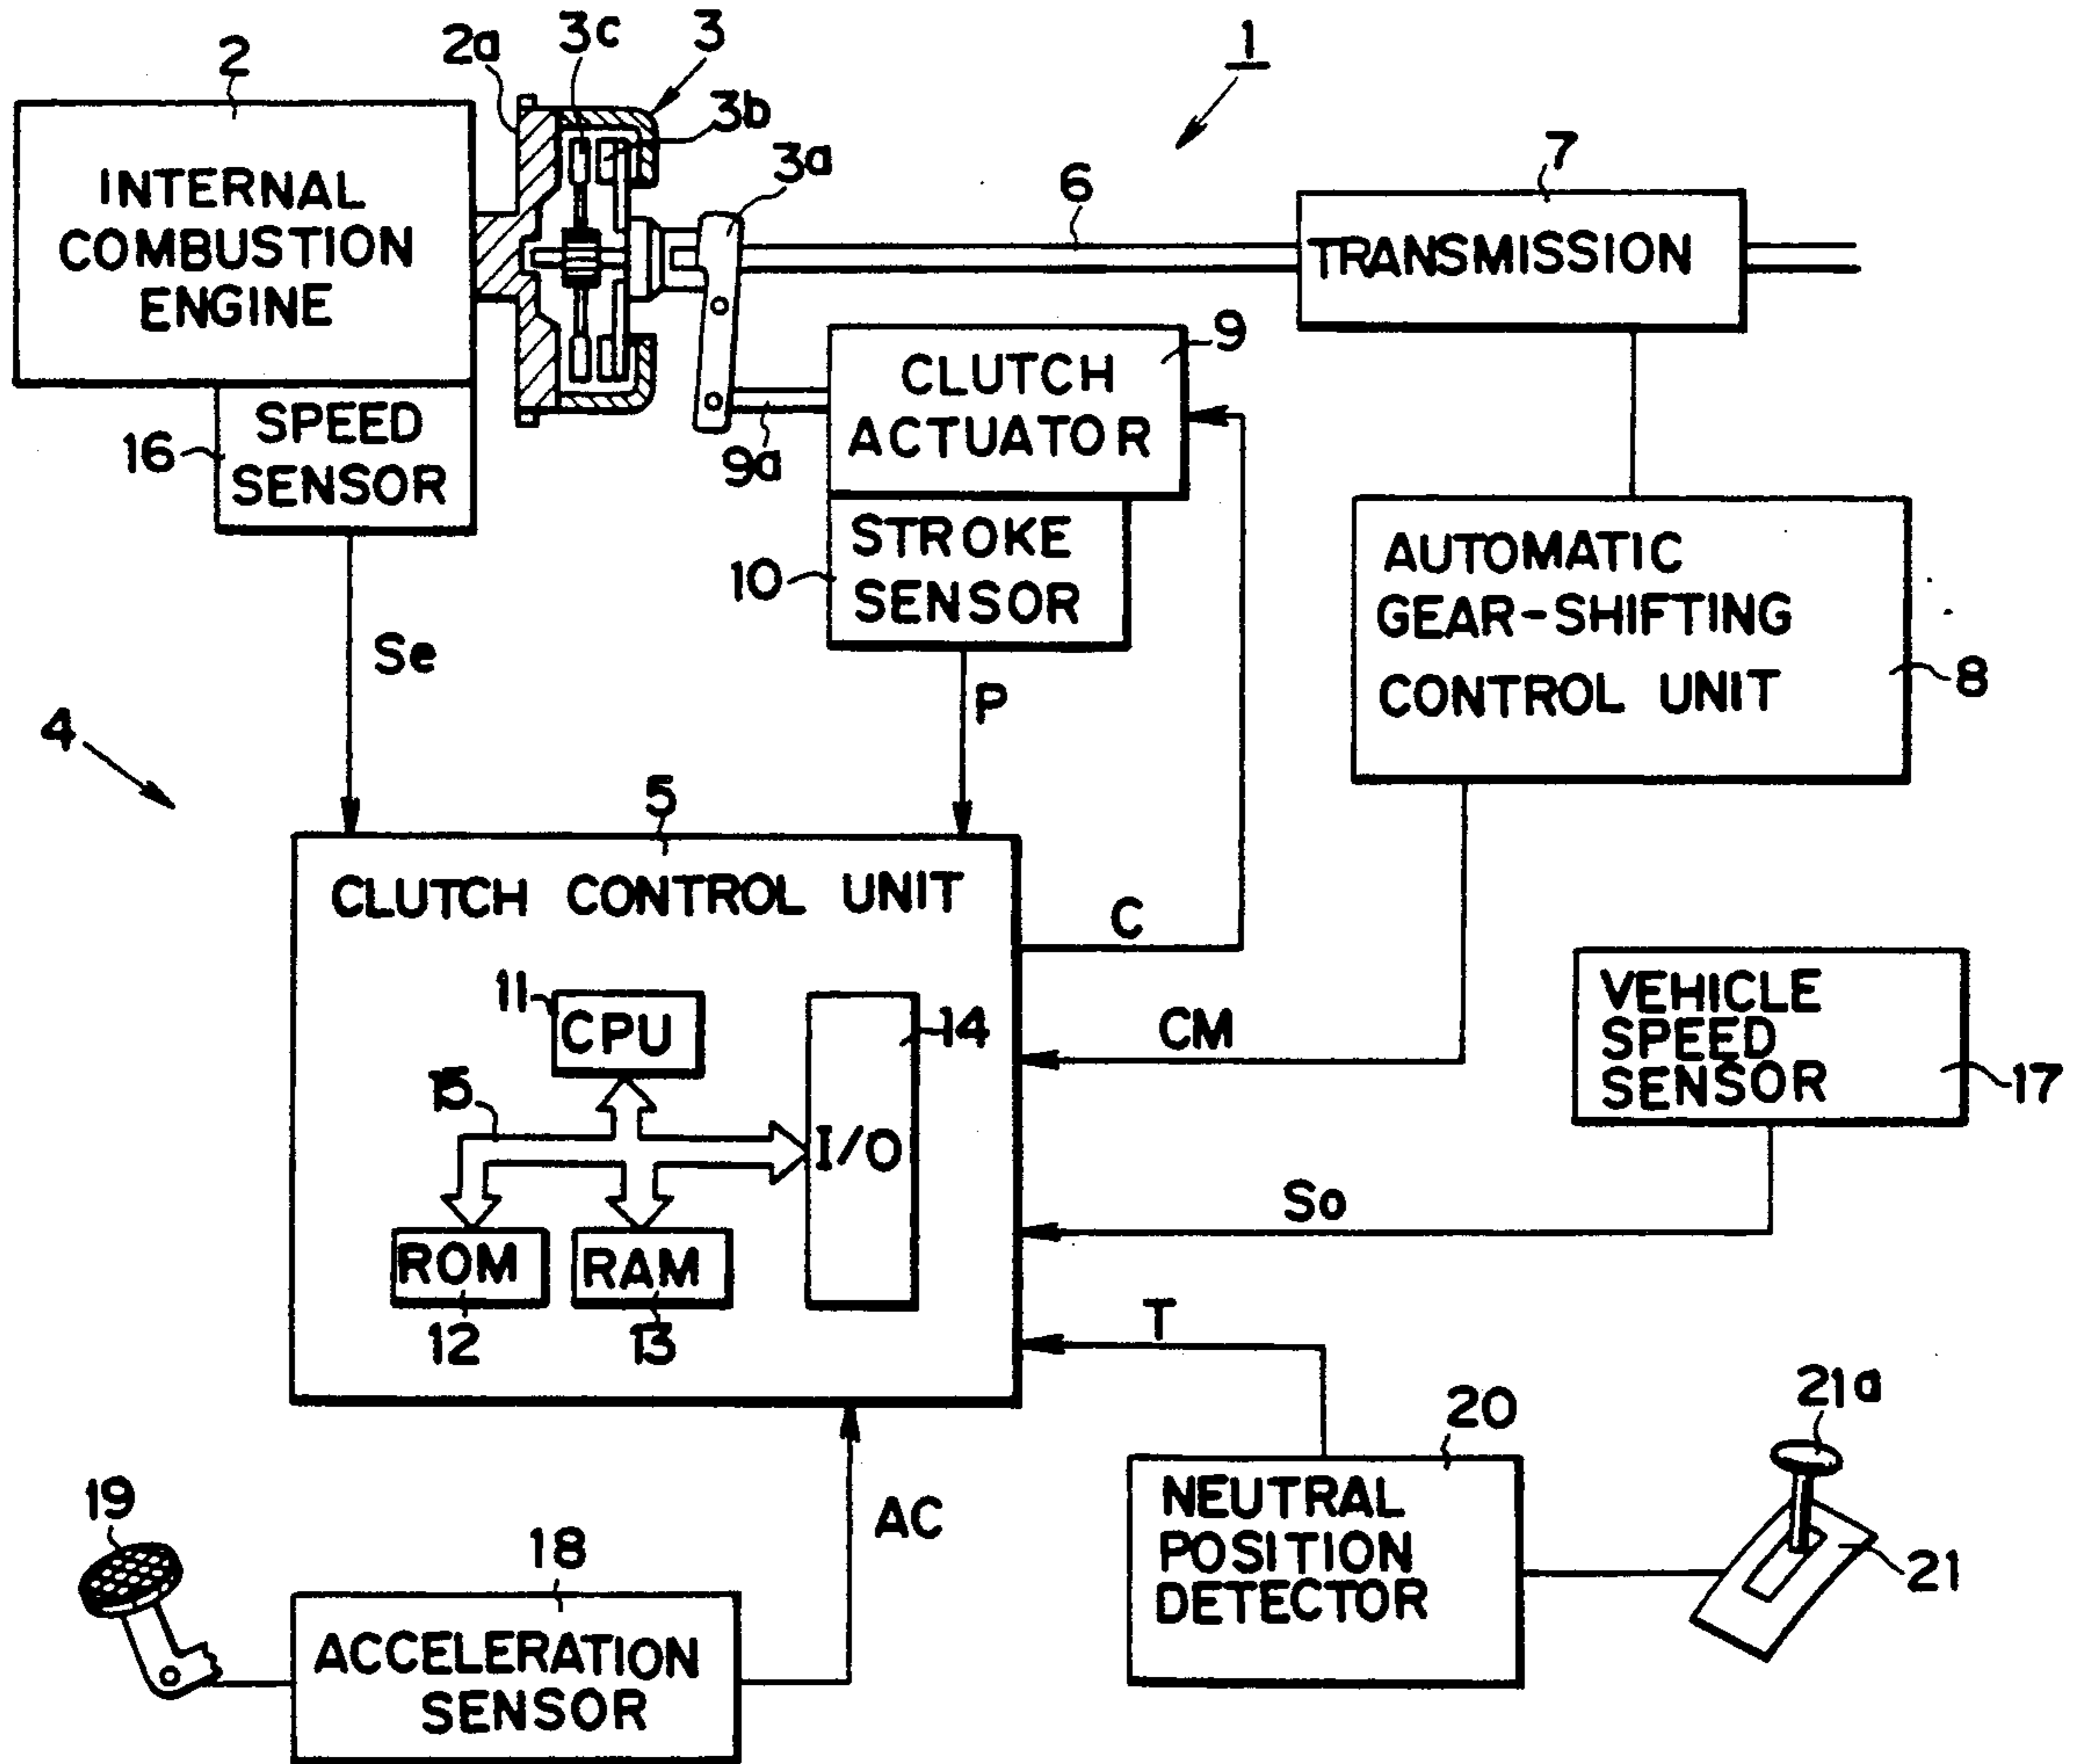 2
2a
3c
3
1
3b
3a
6
7
INTERNAL
COMBUSTION
ENGINE
TRANSMISSION
9
CLUTCH
ACTUATOR
9a
16
SPEED
SENSOR
10
STROKE
SENSOR
AUTOMATIC
GEAR-SHIFTING
CONTROL UNIT
8
Se
P
4
5
CLUTCH CONTROL UNIT
C
11
CPU
14
CM
VEHICLE
SPEED
SENSOR
17
15
I/O
So
ROM
RAM
12
13
T
20
21a
19
18
AC
NEUTRAL
POSITION
DETECTOR
21
ACCELERATION
SENSOR